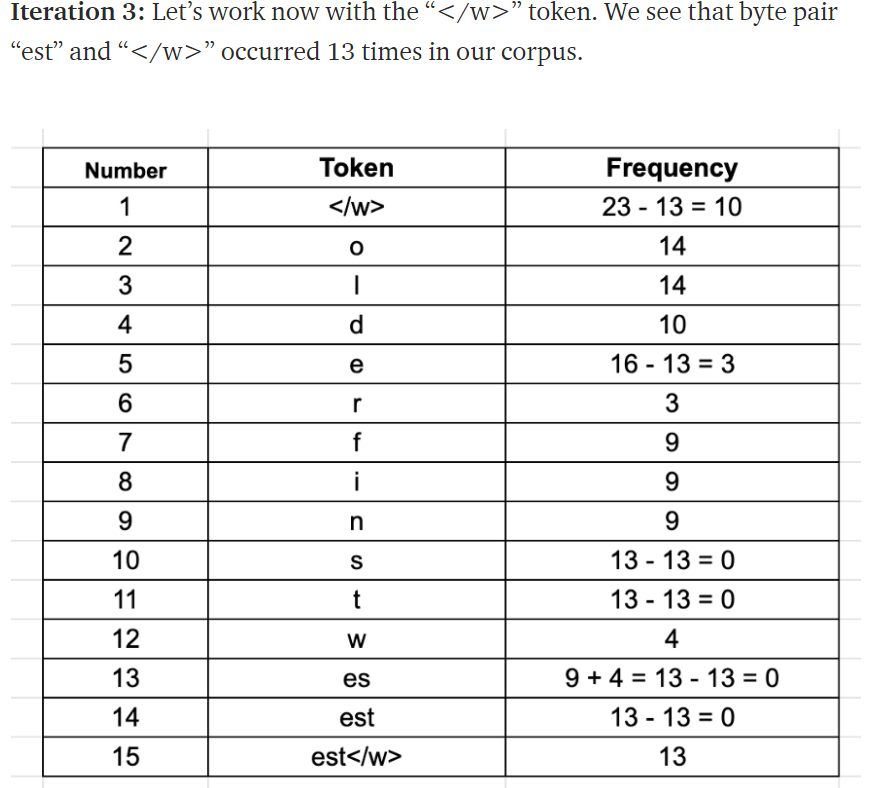 Iteration 3: Let’s work now with the “</w>” token. We see that byte pair
“est” and “</w>” occurred 13 times in our corpus.
Number Token Frequency
1 </w> 23 - 13 = 10
2 o 14
3 l 14
4 d 10
5 e 16 - 13 = 3
6 r 3
7 f 9
8 i 9
9 n 9
10 s 13 - 13 = 0
11 t 13 - 13 = 0
12 w 4
13 es 9 + 4 = 13 - 13 = 0
14 est 13 - 13 = 0
15 est</w> 13